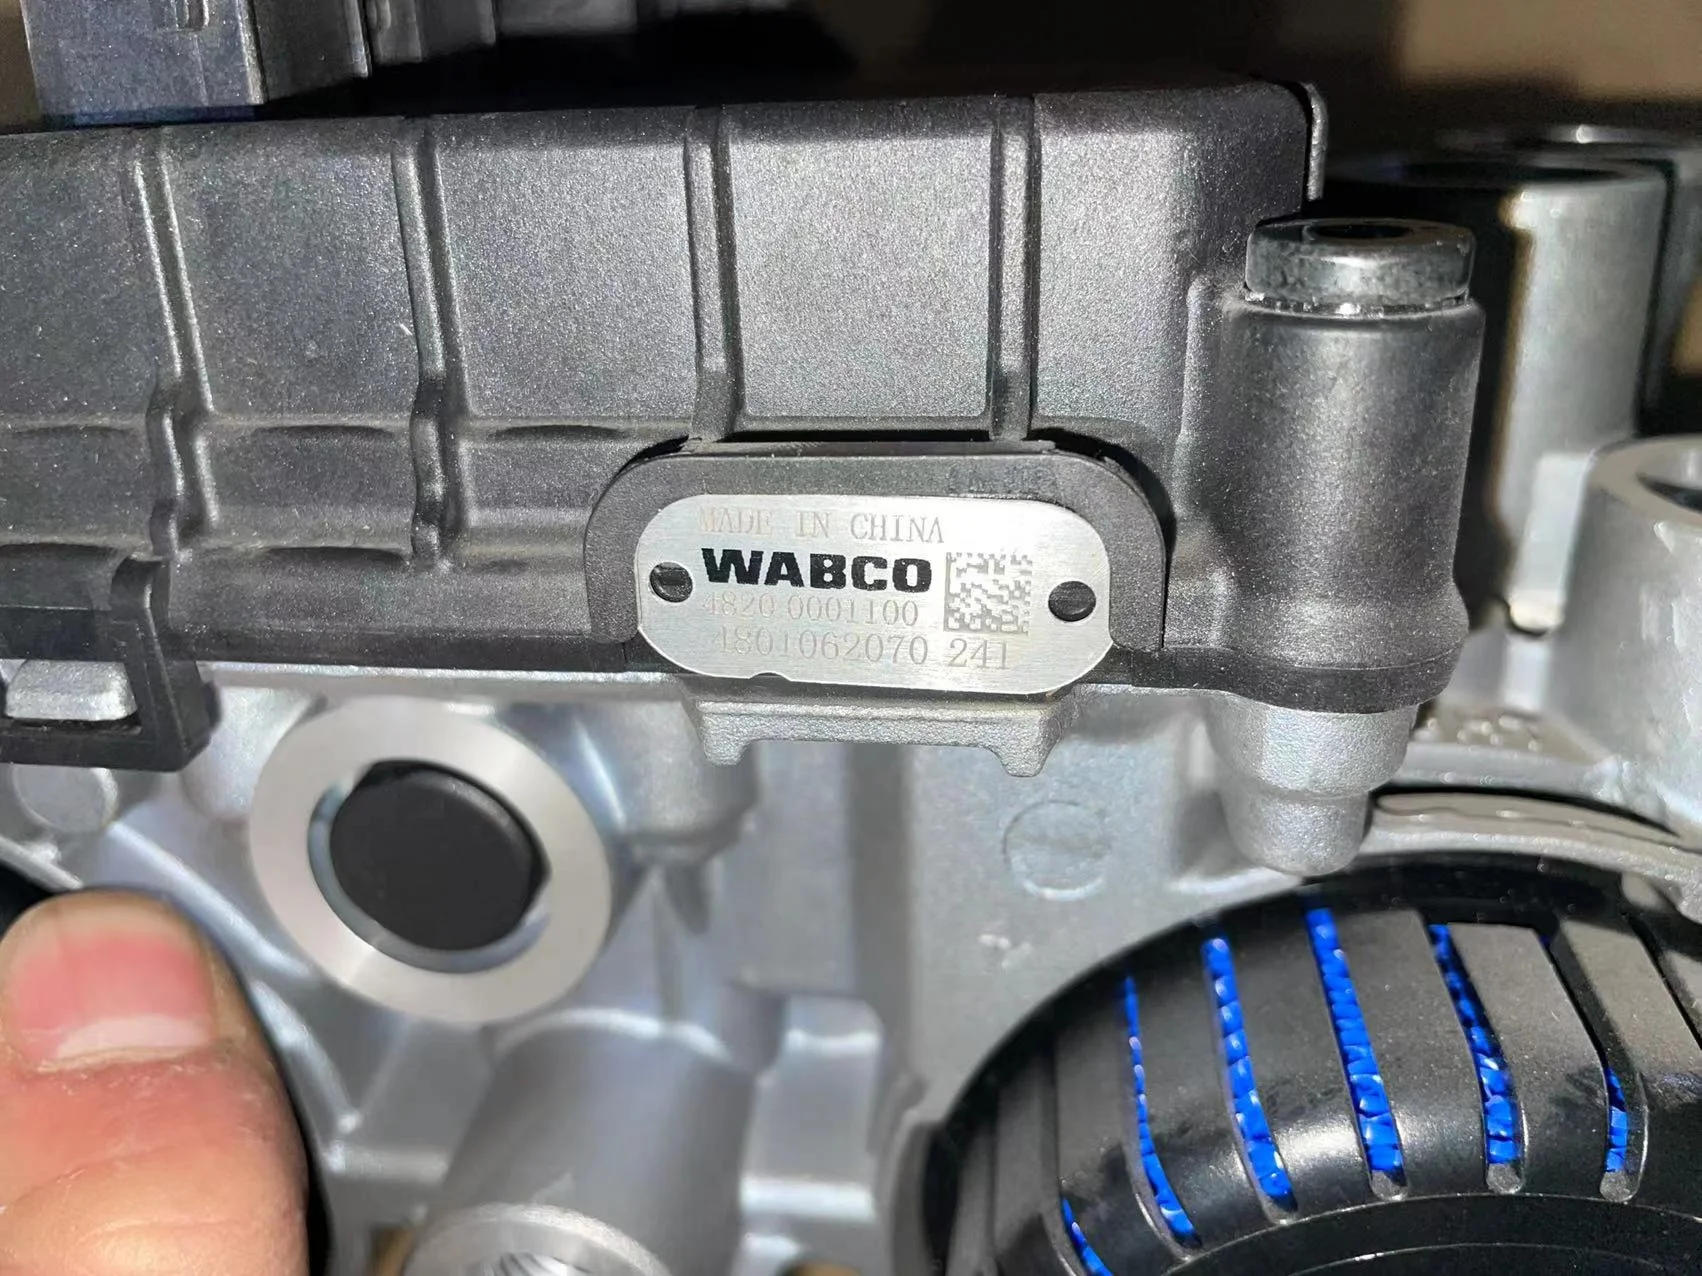 MADE IN CHINA
WABCO
4820 0001100
4801062070 241